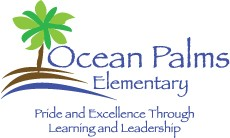 Ocean Palms
Elementary
Pride and Excellence Through
Learning and Leadership